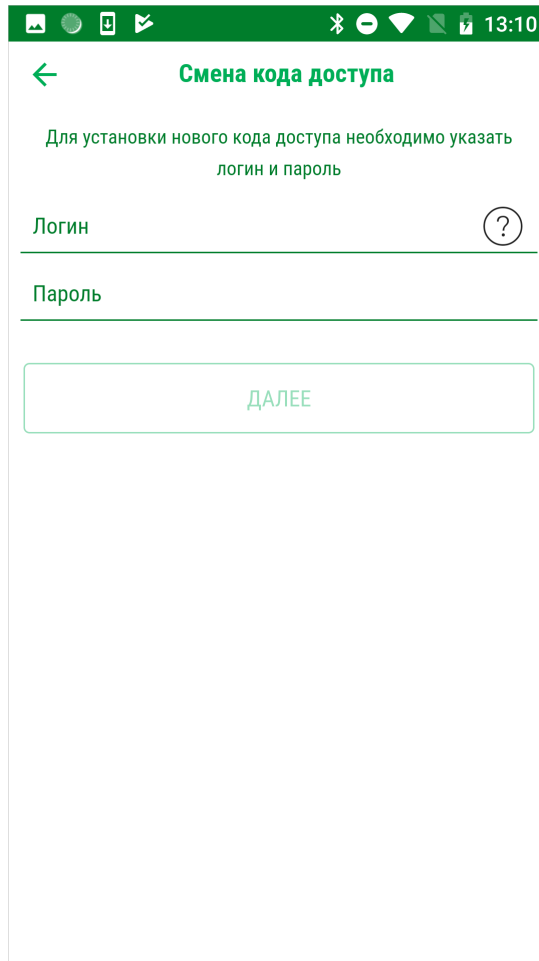 13:10
Смена кода доступа
Для установки нового кода доступа необходимо указать
логин и пароль
Логин
?
Пароль
ДАЛЕЕ